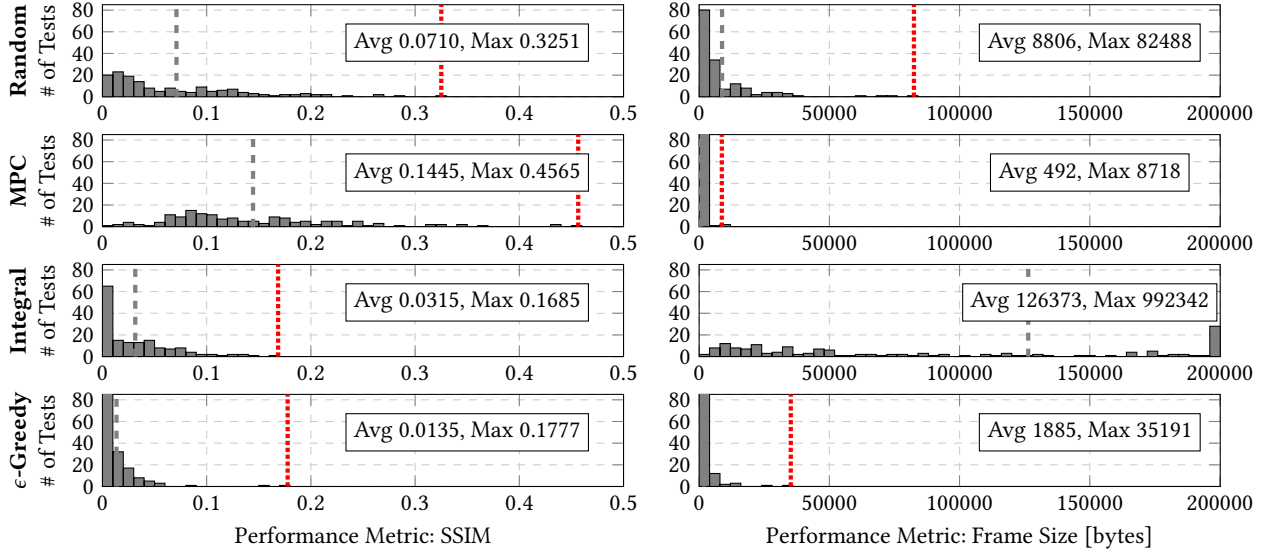 Random
# of Tests
80
60
40
20
0
Avg 0.0710, Max 0.3251
0 0.1 0.2 0.3 0.4 0.5
80
60
40
20
0
Avg 8806, Max 82488
0 50000 100000 150000 200000
MPC
# of Tests
80
60
40
20
0
Avg 0.1445, Max 0.4565
0 0.1 0.2 0.3 0.4 0.5
80
60
40
20
0
Avg 492, Max 8718
0 50000 100000 150000 200000
Integral
# of Tests
80
60
40
20
0
Avg 0.0315, Max 0.1685
0 0.1 0.2 0.3 0.4 0.5
80
60
40
20
0
Avg 126373, Max 992342
0 50000 100000 150000 200000
ϵ-Greedy
# of Tests
80
60
40
20
0
Avg 0.0135, Max 0.1777
0 0.1 0.2 0.3 0.4 0.5
Performance Metric: SSIM
80
60
40
20
0
Avg 1885, Max 35191
0 50000 100000 150000 200000
Performance Metric: Frame Size [bytes]